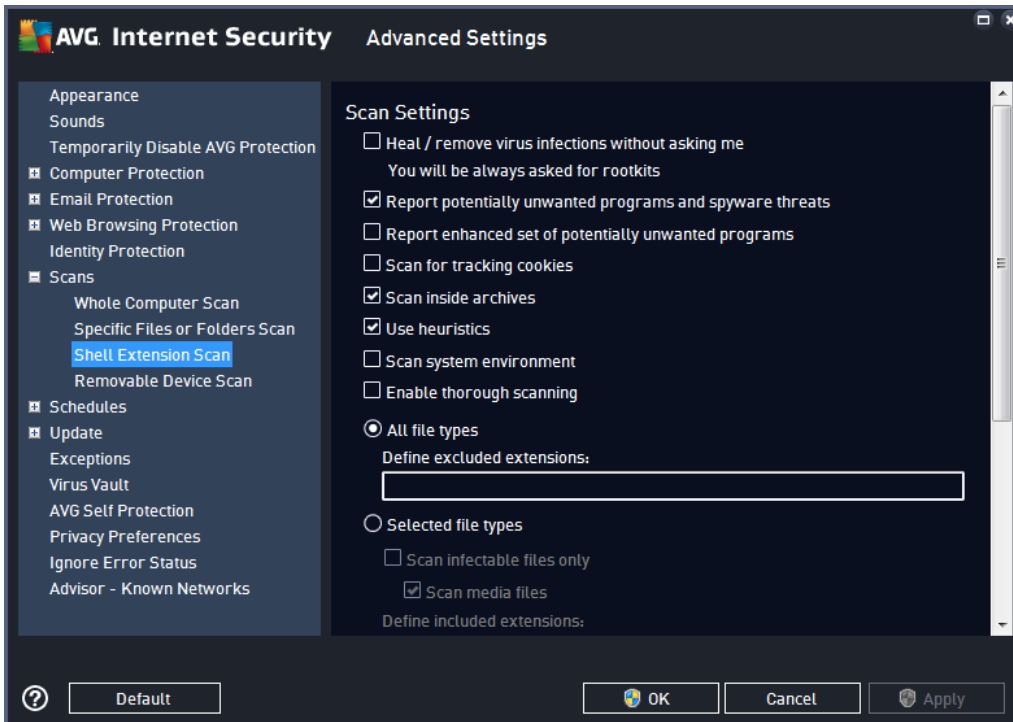 AVG. Internet Security Advanced Settings
Appearance
Sounds
Temporarily Disable AVG Protection
Computer Protection
Email Protection
Web Browsing Protection
Identity Protection
Scans
Whole Computer Scan
Specific Files or Folders Scan
Shell Extension Scan
Removable Device Scan
Schedules
Update
Exceptions
Virus Vault
AVG Self Protection
Privacy Preferences
Ignore Error Status
Advisor - Known Networks
Scan Settings
Heal / remove virus infections without asking me
You will be always asked for rootkits
Report potentially unwanted programs and spyware threats
Report enhanced set of potentially unwanted programs
Scan for tracking cookies
Scan inside archives
Use heuristics
Scan system environment
Enable thorough scanning
All file types
Define excluded extensions:
Selected file types
Scan infectable files only
Scan media files
Define included extensions:
? Default OK Cancel Apply